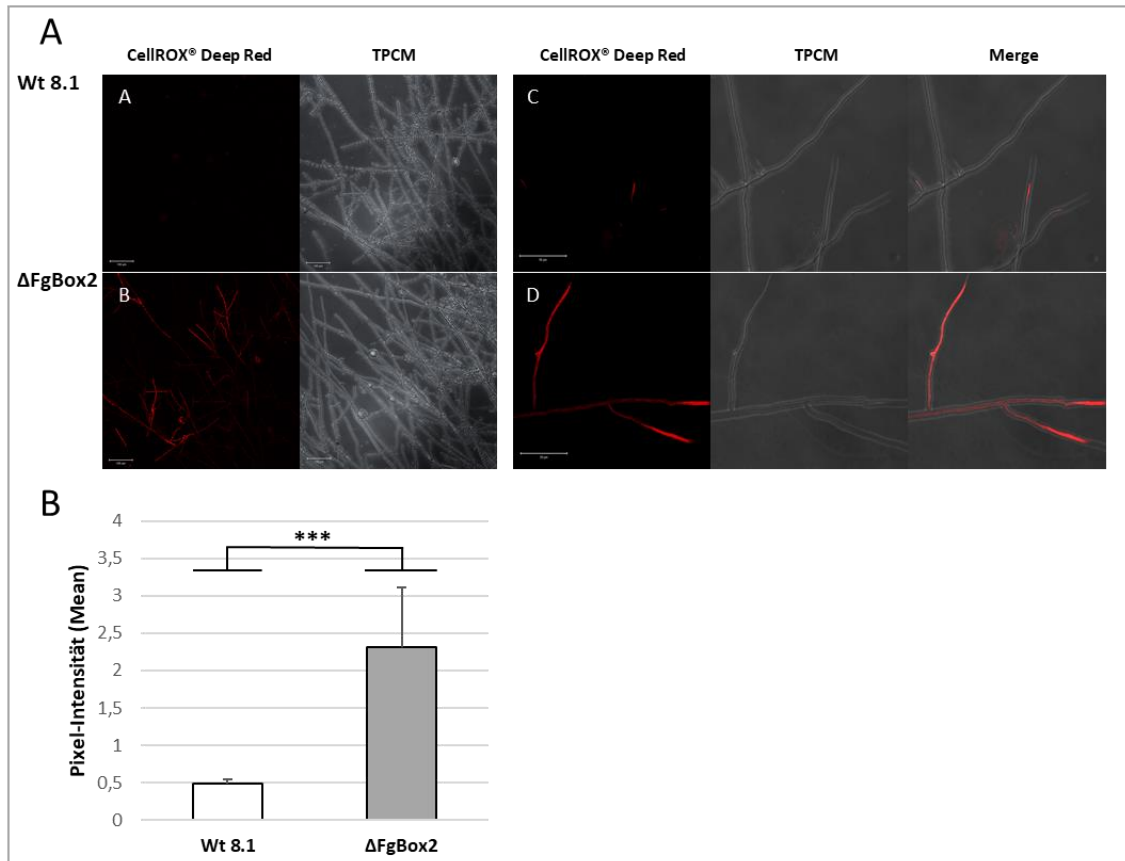 A
CellROX® Deep Red TPCM CellROX® Deep Red TPCM Merge
Wt 8.1
A C
ΔFgBox2
B D
B
4
3,5
3
2,5
2
1,5
1
0,5
0
***
Pixel-Intensität (Mean)
Wt 8.1 ΔFgBox2